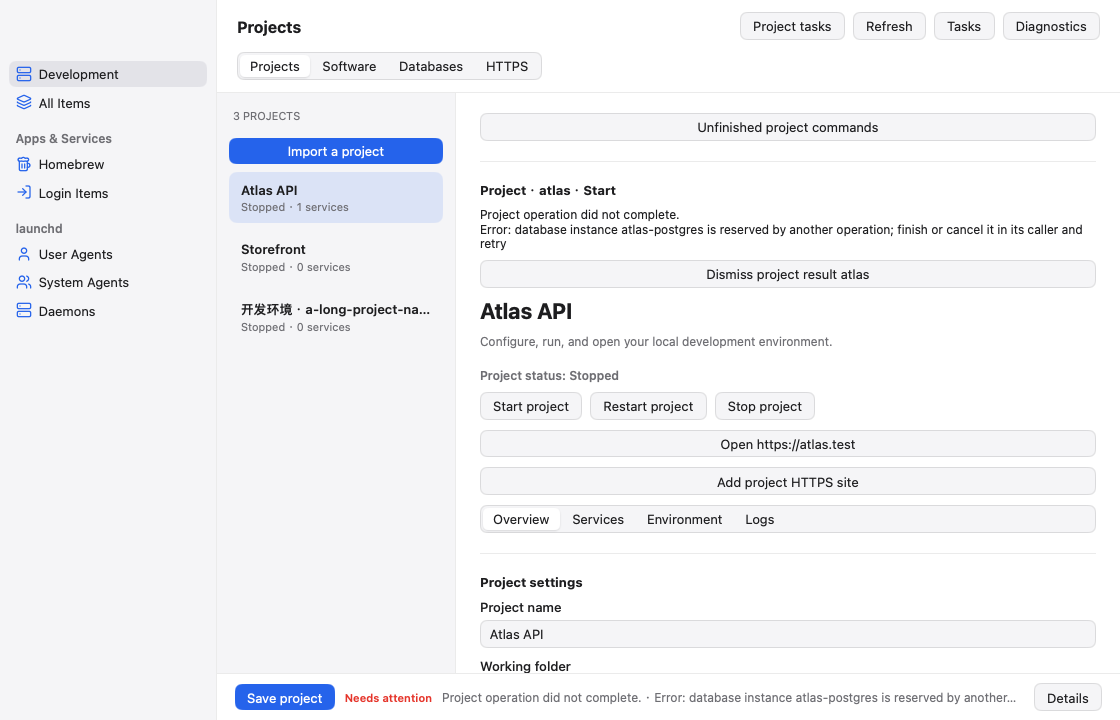 Projects
Project tasks
Refresh
Tasks
Diagnostics
Projects
Software
Databases
HTTPS
Development
All Items
Apps & Services
Homebrew
Login Items
launchd
User Agents
System Agents
Daemons
3 PROJECTS
Import a project
Atlas API
Stopped · 1 services
Storefront
Stopped · 0 services
开发环境 · a-long-project-na...
Stopped · 0 services
Unfinished project commands
Project · atlas · Start
Project operation did not complete.
Error: database instance atlas-postgres is reserved by another operation; finish or cancel it in its caller and
retry
Dismiss project result atlas
Atlas API
Configure, run, and open your local development environment.
Project status: Stopped
Start project
Restart project
Stop project
Open https://atlas.test
Add project HTTPS site
Overview
Services
Environment
Logs
Project settings
Project name
Atlas API
Working folder
Save project
Needs attention
Project operation did not complete. · Error: database instance atlas-postgres is reserved by another...
Details